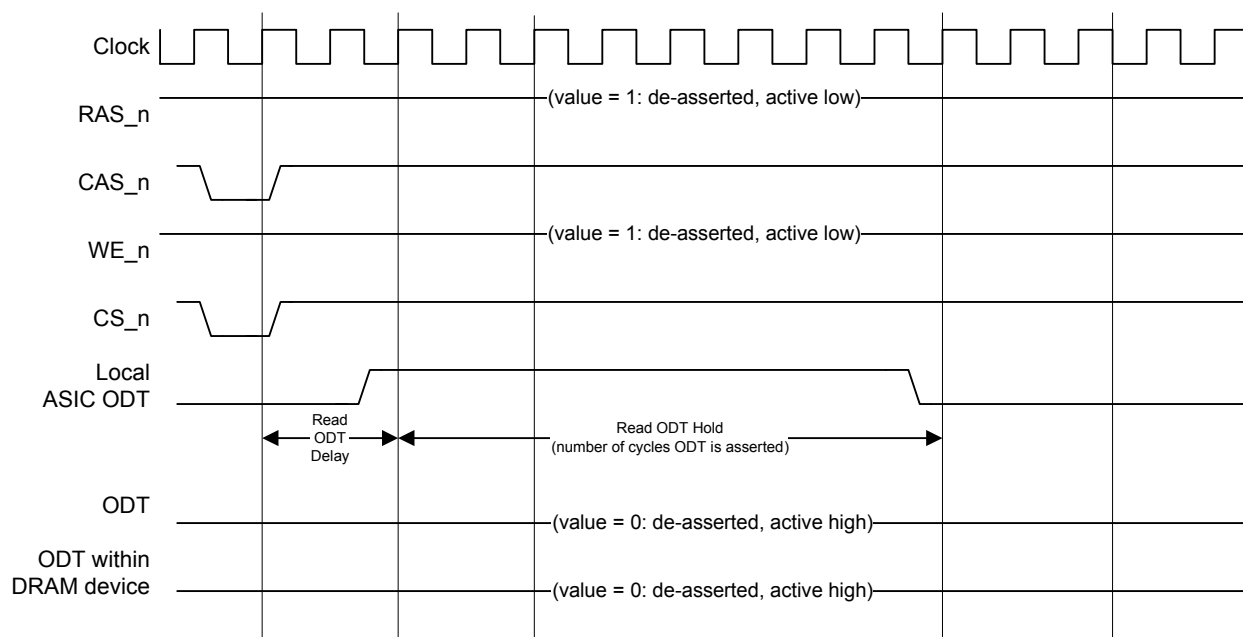 Clock
RAS_n
(value = 1: de-asserted, active low)
CAS_n
WE_n
(value = 1: de-asserted, active low)
CS_n
Local
ASIC ODT
Read
ODT
Delay
Read ODT Hold
(number of cycles ODT is asserted)
ODT
(value = 0: de-asserted, active high)
ODT within
DRAM device
(value = 0: de-asserted, active high)